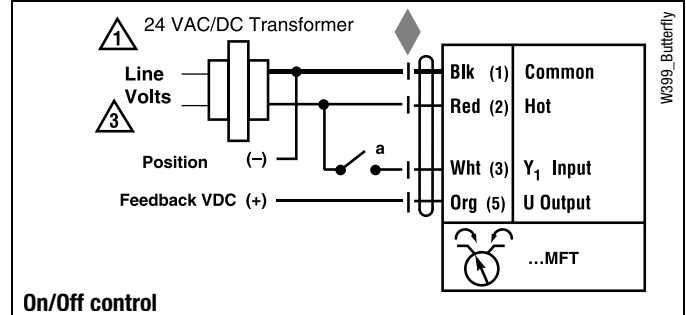 1 24 VAC/DC Transformer
Line
Volts
3
Position (–)
Feedback VDC (+)
a
Blk (1) Common
Red (2) Hot
Wht (3) Y₁ Input
Org (5) U Output
...MFT
On/Off control
W399_Butterfly